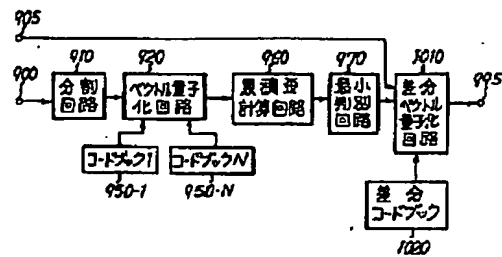 905
910
920
960
970
1010
900
995
分割
回路
ベクトル量子
化回路
累積歪
計算回路
最小
判別
回路
差分
ベクトル
量子化
回路
コードブック1
コードブックN
950-1
950-N
差分
コードブック
1020